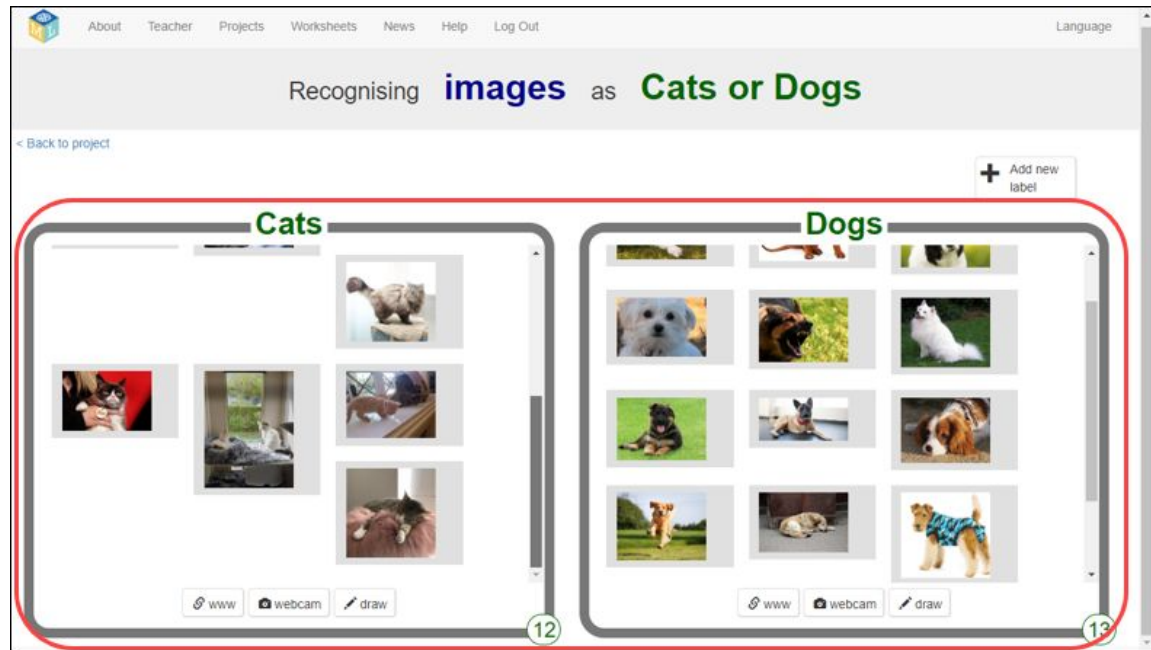 ML
About Teacher Projects Worksheets News Help Log Out Language
Recognising images as Cats or Dogs
< Back to project
Add new
label
Cats
Dogs
www webcam draw
12
www webcam draw
13